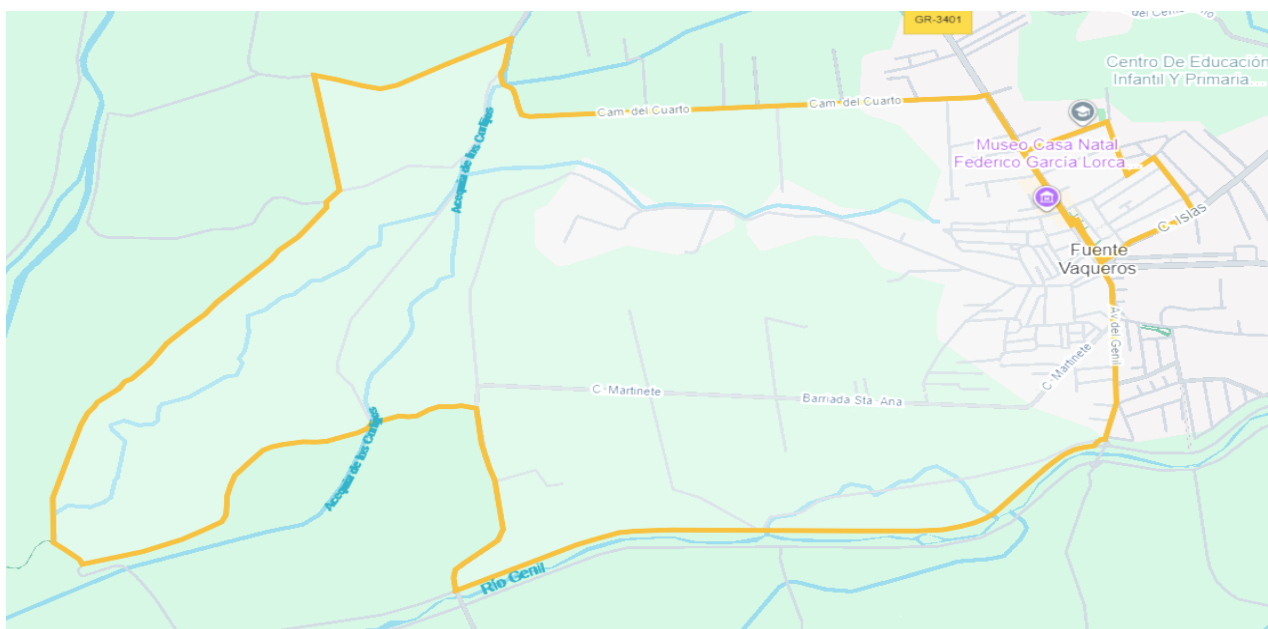 GR-3401
Centro De Educación
Infantil Y Primaria...
Cam. del Cuarto
Cam. del Cuarto
Museo Casa Natal
Federico García Lorca...
Acequia de los Cortijos
C. Islas
Fuente
Vaqueros
Av. del Genil
C. Martinete
C. Martinete
Barriada Sta. Ana
Acequia de los Cortijos
Río Genil